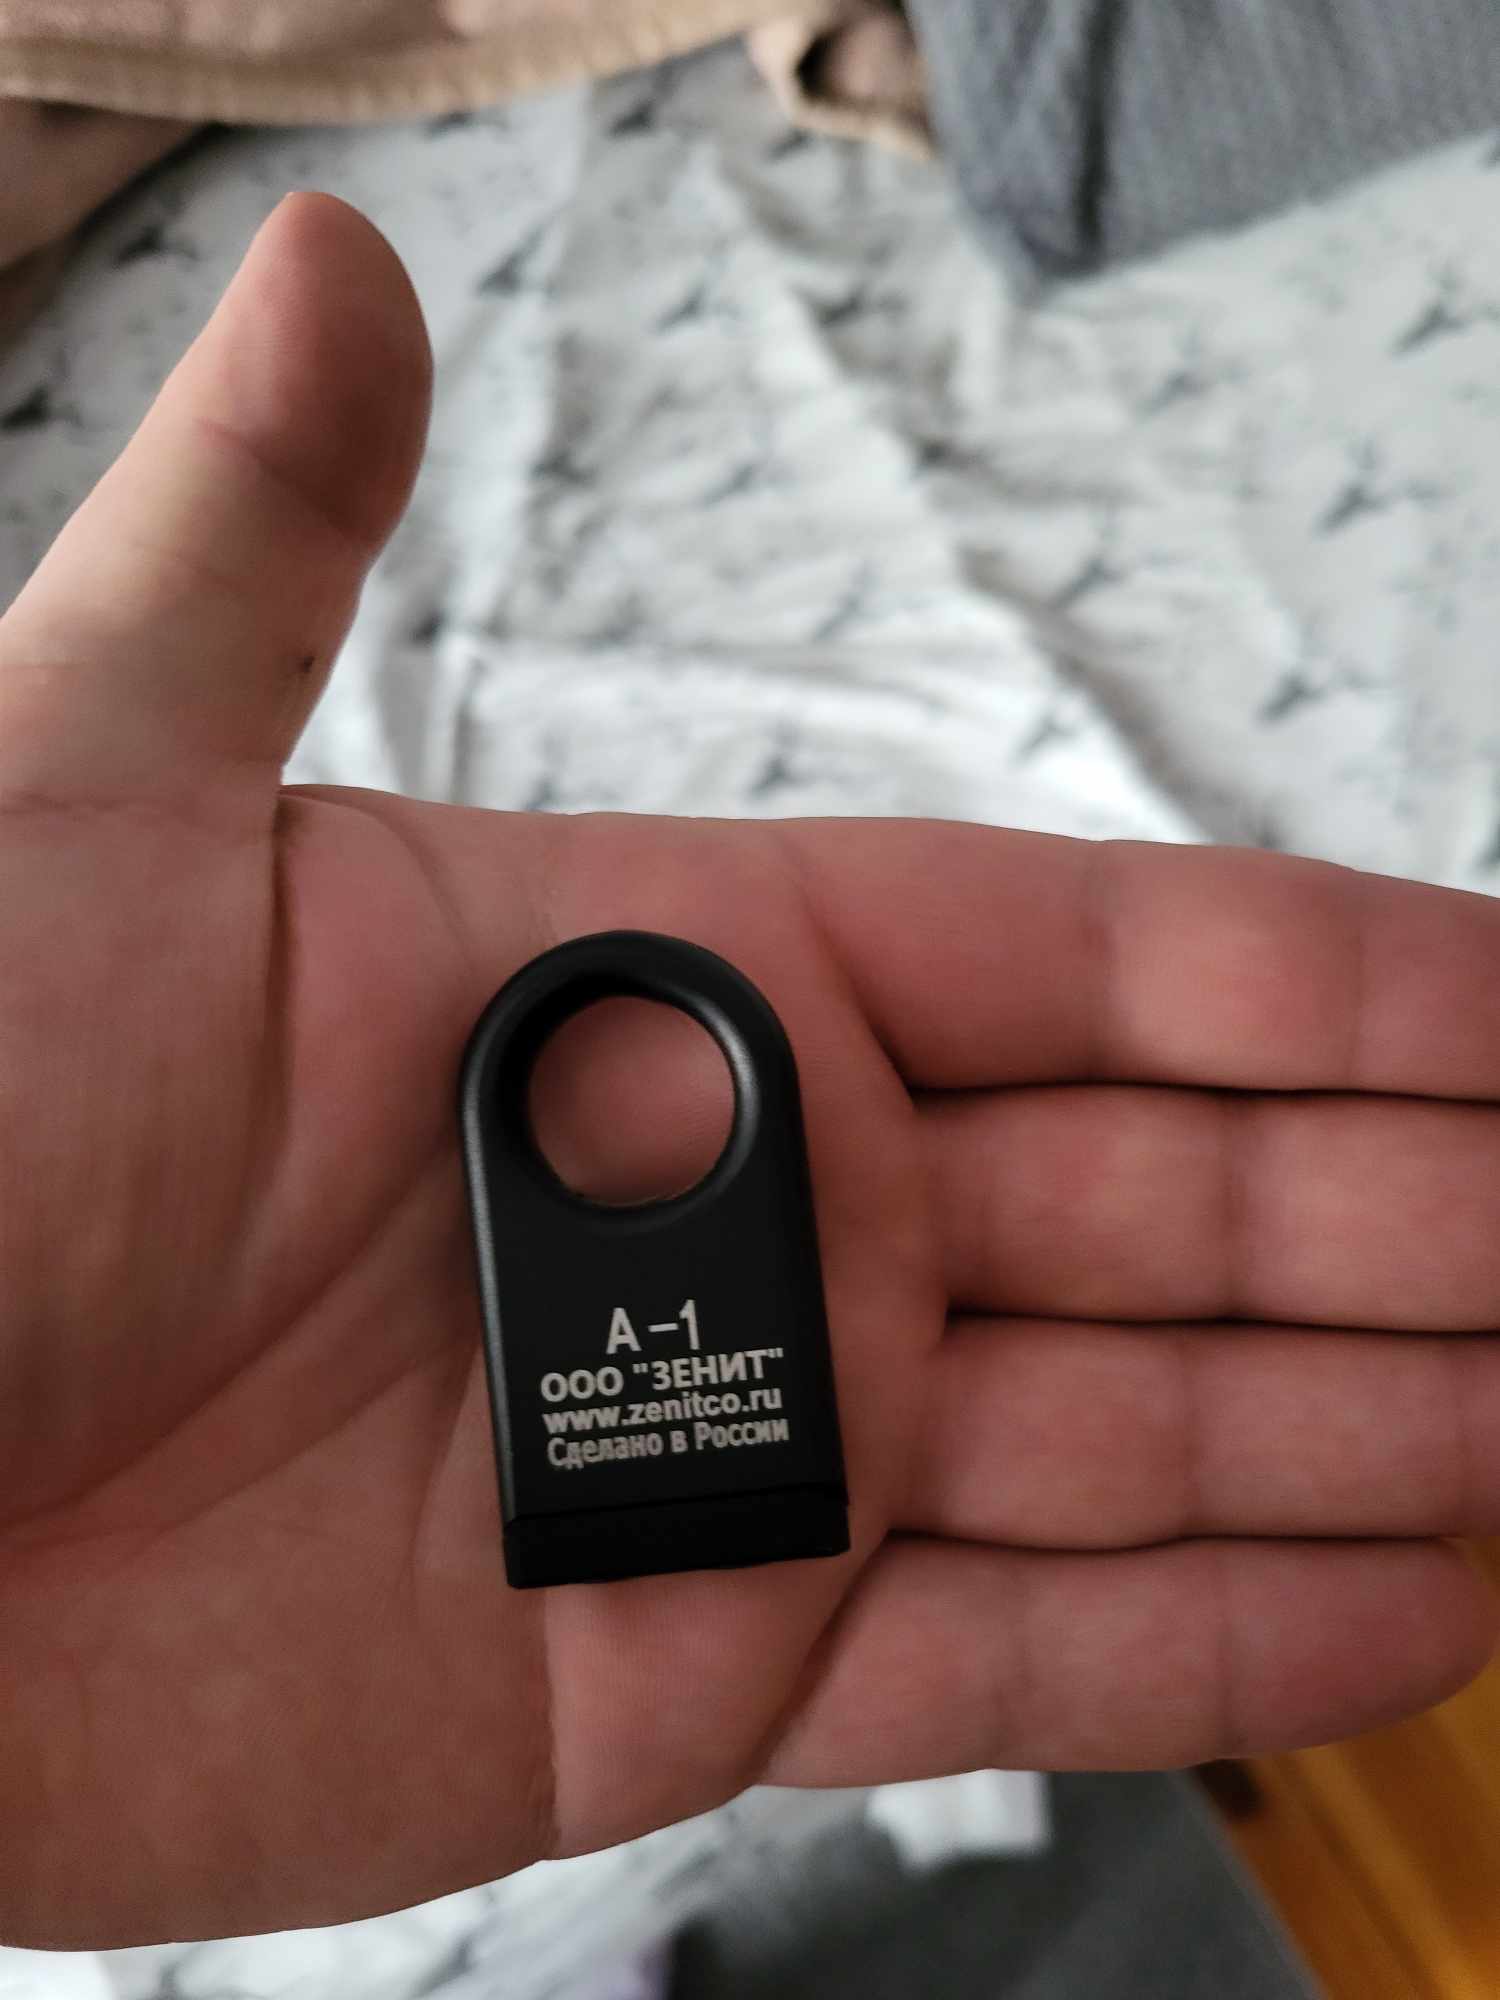 А-1
ООО "ЗЕНИТ"
www.zenitco.ru
Сделано в России